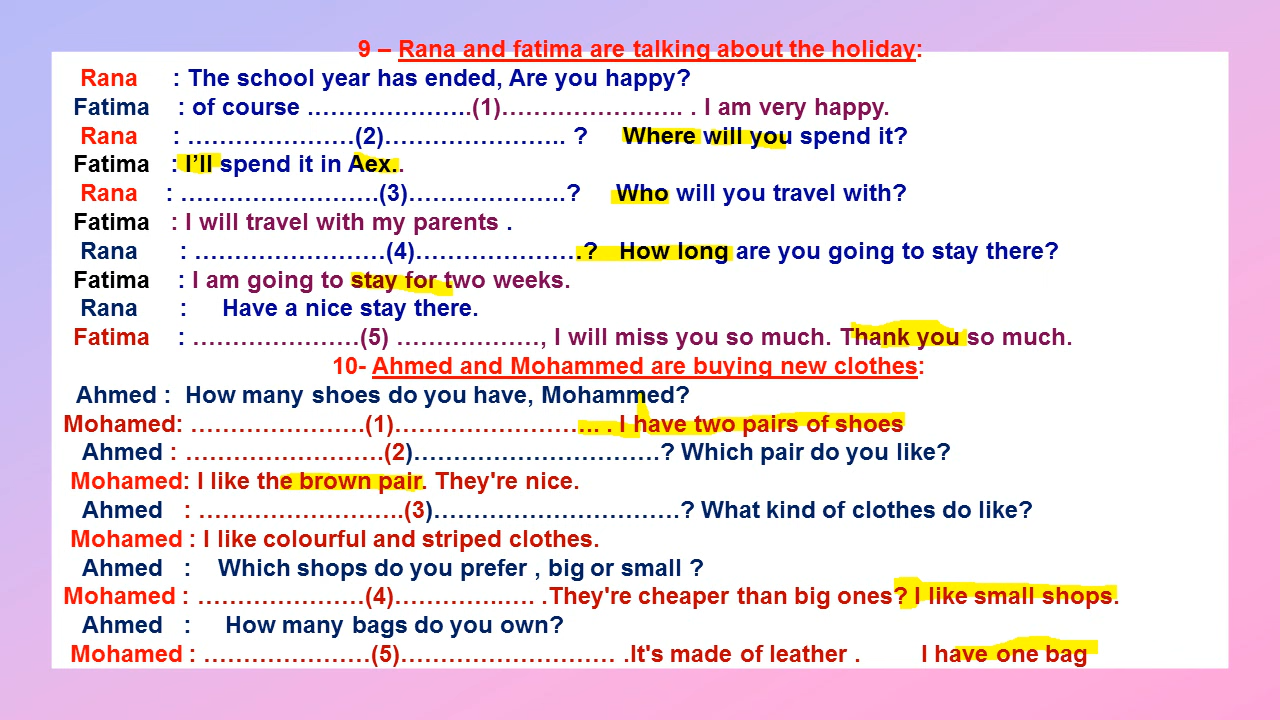 9 – Rana and fatima are talking about the holiday:
Rana : The school year has ended, Are you happy?
Fatima : of course ………………..(1)………………….. . I am very happy.
Rana : …………………(2)………………….. ? Where will you spend it?
Fatima : I’ll spend it in Aex..
Rana : …………………….(3)………………..? Who will you travel with?
Fatima : I will travel with my parents .
Rana : ……………………(4)………………….? How long are you going to stay there?
Fatima : I am going to stay for two weeks.
Rana : Have a nice stay there.
Fatima : …………………(5) ………………, I will miss you so much. Thank you so much.
10- Ahmed and Mohammed are buying new clothes:
Ahmed : How many shoes do you have, Mohammed?
Mohamed: ………………….(1)…………………….. . I have two pairs of shoes
Ahmed : ……………………….(2)………………………….? Which pair do you like?
Mohamed: I like the brown pair. They're nice.
Ahmed : ……………………..(3)………………………….? What kind of clothes do like?
Mohamed : I like colourful and striped clothes.
Ahmed : Which shops do you prefer , big or small ?
Mohamed : …………………(4)…………..…. .They're cheaper than big ones? I like small shops.
Ahmed : How many bags do you own?
Mohamed : …………………(5)……………………… .It's made of leather . I have one bag